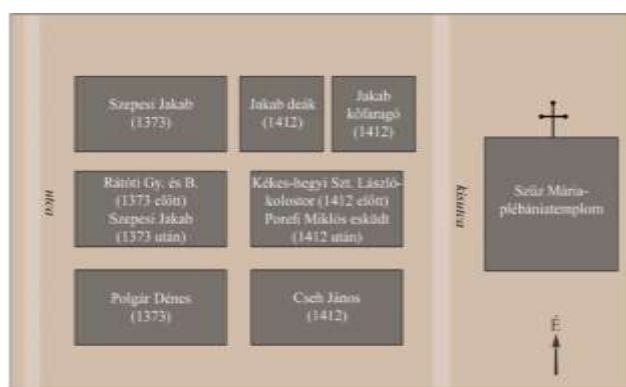 Szepesi Jakab
(1373)
Jakab deák
(1412)
Jakab
kőfaragó
(1412)
Rátóti Gy. és B.
(1373 előtt)
Szepesi Jakab
(1373 után)
Kékes-hegyi Szt. László-
kolostor (1412 előtt)
Porefi Miklós esküdt
(1412 után)
Polgár Dénes
(1373)
Cseh János
(1412)
utca
kisutca
Szűz Mária-
plébániatemplom
É